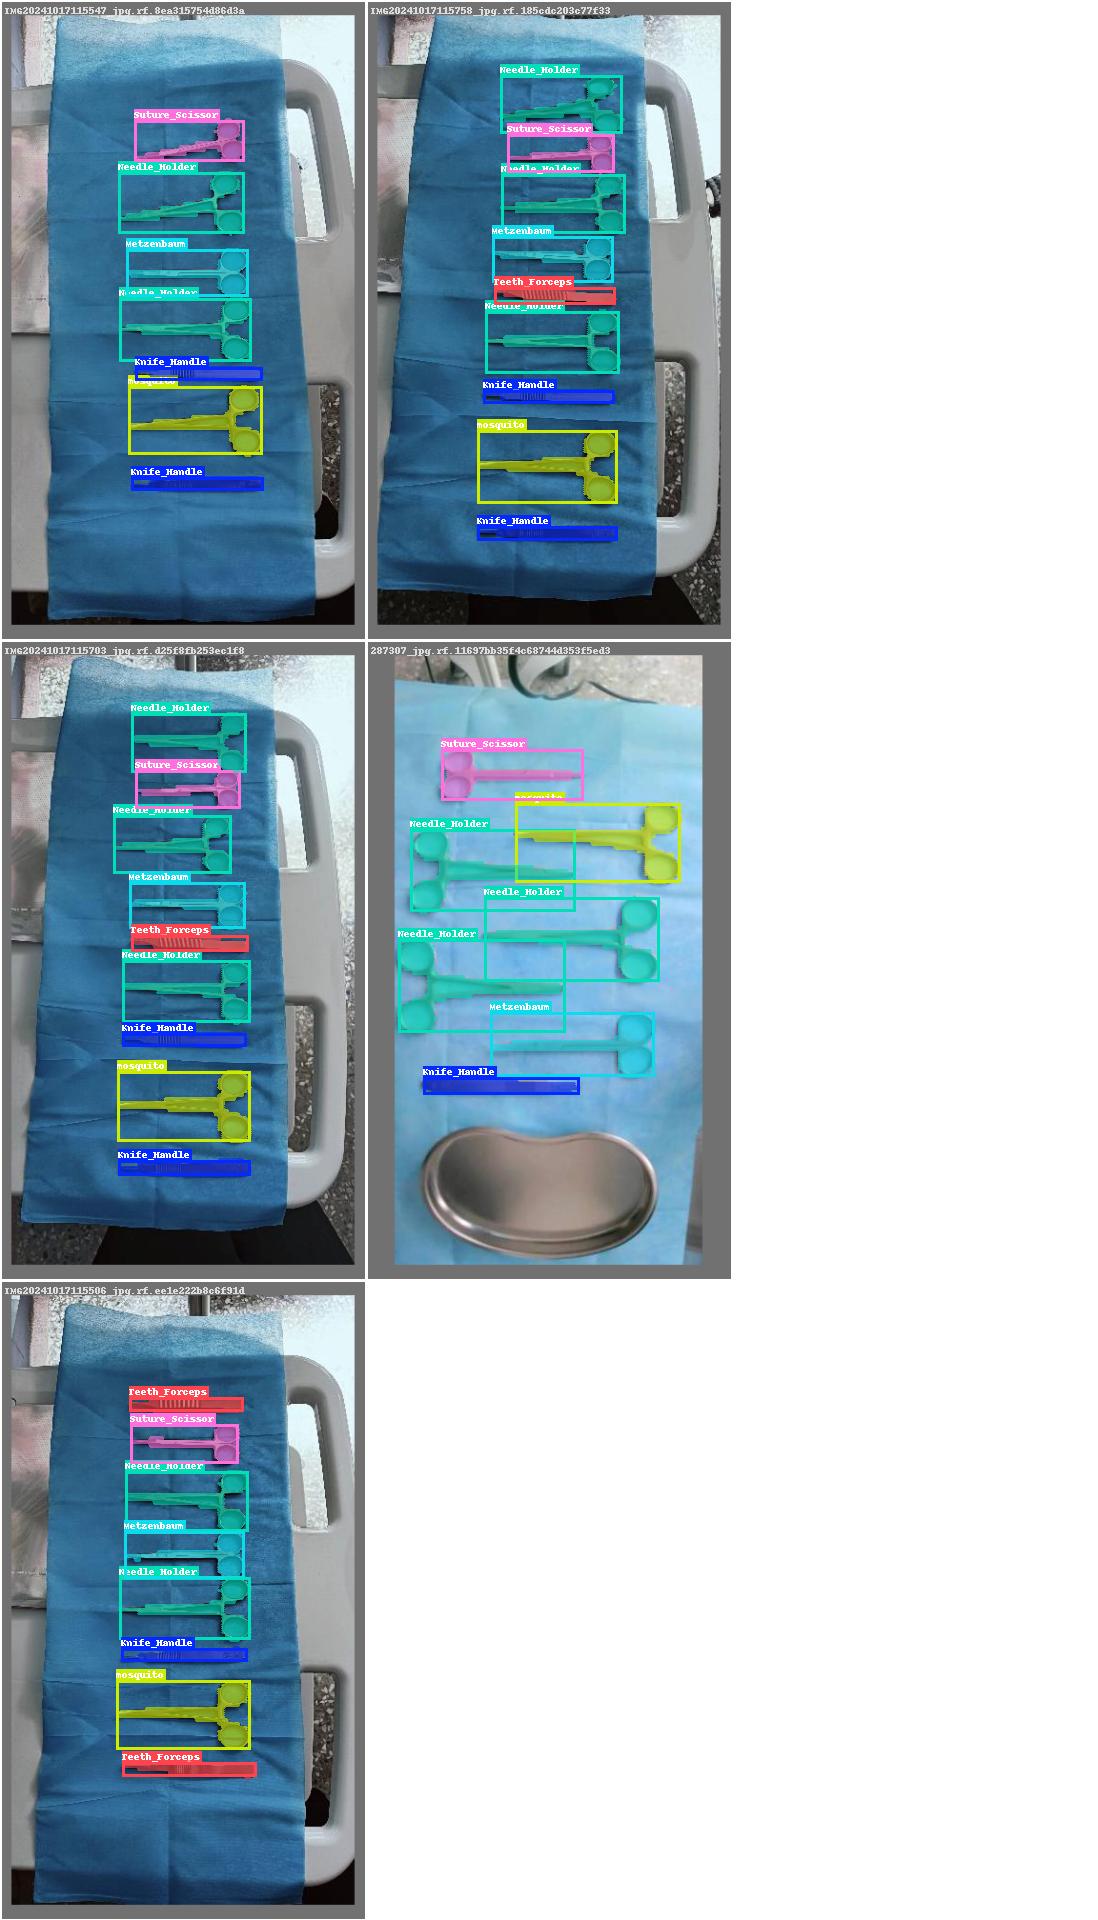 IMG20241017115547_jpg.rf.8ea315754d86d3a
Suture_Scissor
Needle_Holder
Metzenbaum
Needle_Holder
Knife_Handle
mosquito
Knife_Handle
IMG20241017115758_jpg.rf.185cdc203c77f33
Needle_Holder
Suture_Scissor
Needle_Holder
Metzenbaum
Teeth_Forceps
Needle_Holder
Knife_Handle
mosquito
Knife_Handle
IMG20241017115703_jpg.rf.d25f8fb253ec1f8
Needle_Holder
Suture_Scissor
Needle_Holder
Metzenbaum
Teeth_Forceps
Needle_Holder
Knife_Handle
mosquito
Knife_Handle
287307_jpg.rf.11697bb35f4c68744d353f5ed3
Suture_Scissor
mosquito
Needle_Holder
Needle_Holder
Needle_Holder
Metzenbaum
Knife_Handle
IMG20241017115506_jpg.rf.ee1e222b8c6f91d
Teeth_Forceps
Suture_Scissor
Needle_Holder
Metzenbaum
Needle_Holder
Knife_Handle
mosquito
Teeth_Forceps